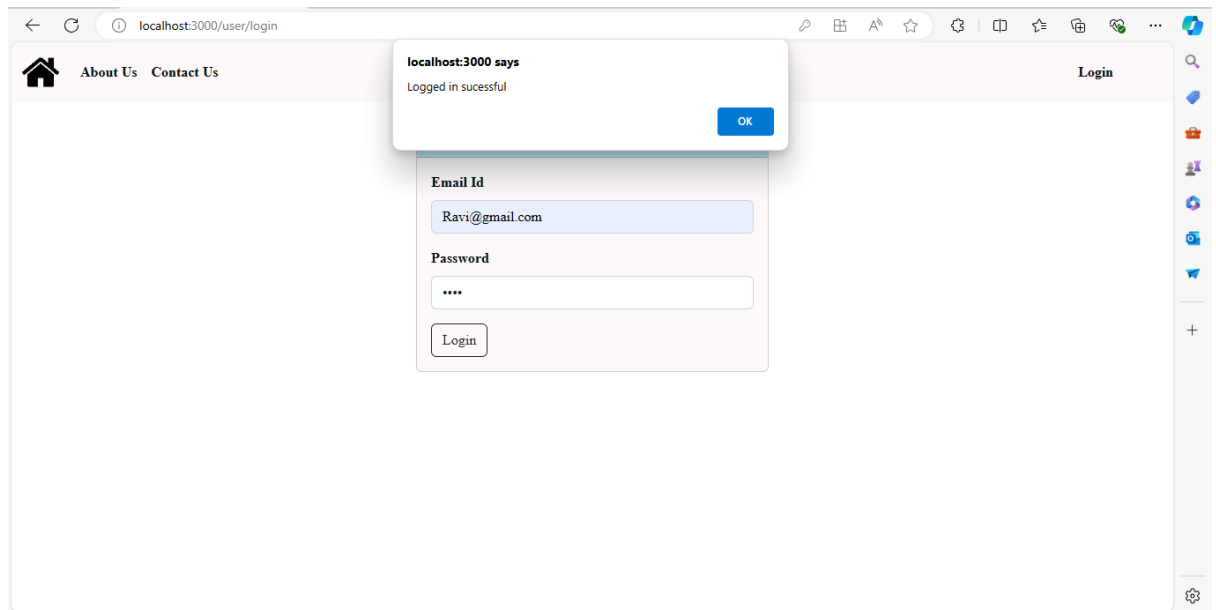 localhost:3000/user/login
localhost:3000 says
Logged in sucessful
OK
About Us Contact Us
Login
Email Id
Ravi@gmail.com
Password
••••
Login